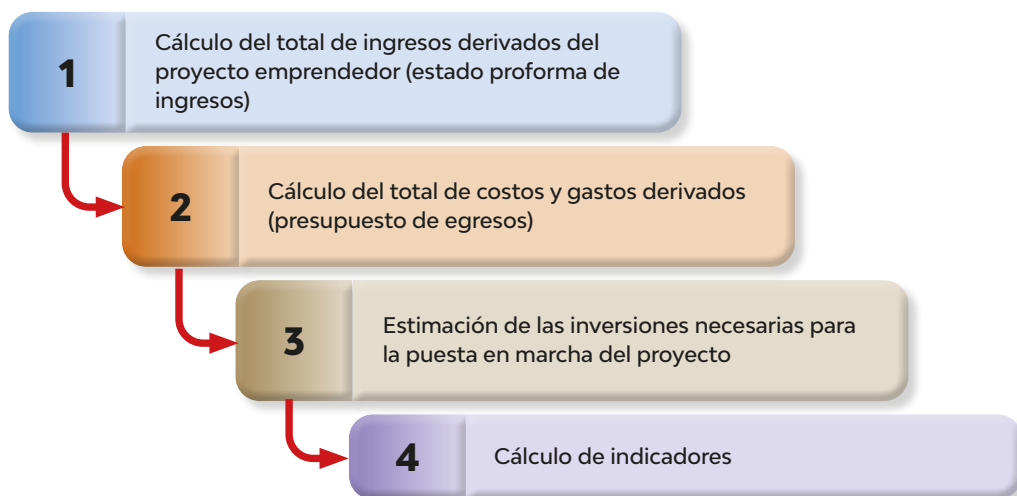 1
Cálculo del total de ingresos derivados del
proyecto emprendedor (estado proforma de
ingresos)
2
Cálculo del total de costos y gastos derivados
(presupuesto de egresos)
3
Estimación de las inversiones necesarias para
la puesta en marcha del proyecto
4
Cálculo de indicadores